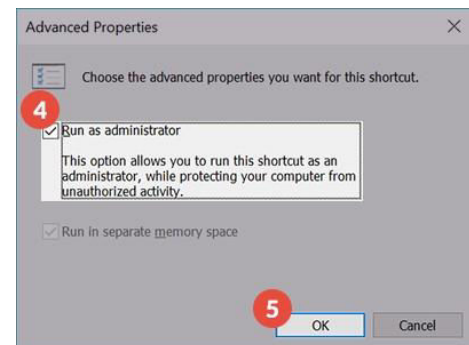 Advanced Properties
Choose the advanced properties you want for this shortcut.
4
Run as administrator
This option allows you to run this shortcut as an
administrator, while protecting your computer from
unauthorized activity.
Run in separate memory space
5
OK
Cancel